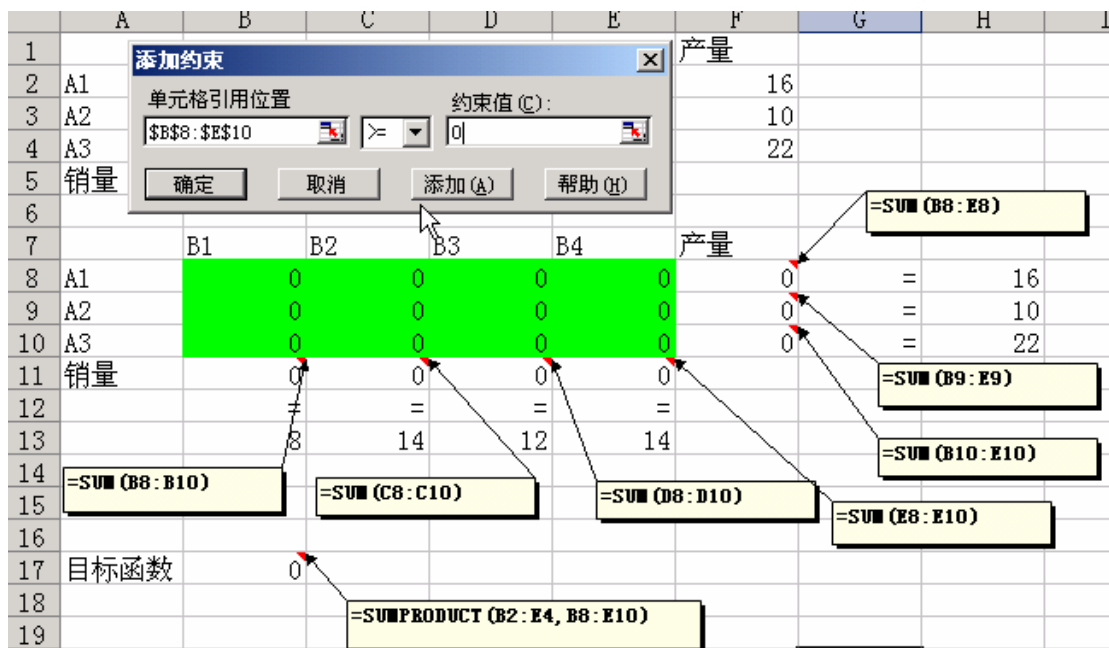 A B C D E F G H
1 产量
添加约束
2 A1 16
单元格引用位置 约束值(C):
3 A2 10
$B$8:$E$10 >= 0
4 A3 22
5 销量
确定 取消 添加(A) 帮助(H)
6
=SUM(B8:E8)
7 B1 B2 B3 B4 产量
8 A1 0 0 0 0 0 = 16
9 A2 0 0 0 0 0 = 10
10 A3 0 0 0 0 0 = 22
11 销量 0 0 0 0
=SUM(B9:E9)
12 = = = =
13 8 14 12 14
=SUM(B10:E10)
14
=SUM(B8:B10) =SUM(C8:C10) =SUM(D8:D10)
15
=SUM(E8:E10)
16
17 目标函数 0
18
=SUMPRODUCT(B2:E4,B8:E10)
19